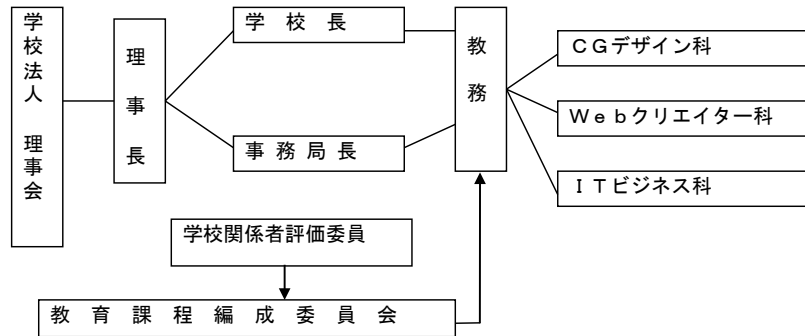 学校法人　理事会
理事長
学校長
事務局長
教務
ＣＧデザイン科
Ｗｅｂクリエイター科
ＩＴビジネス科
学校関係者評価委員
教育課程編成委員会